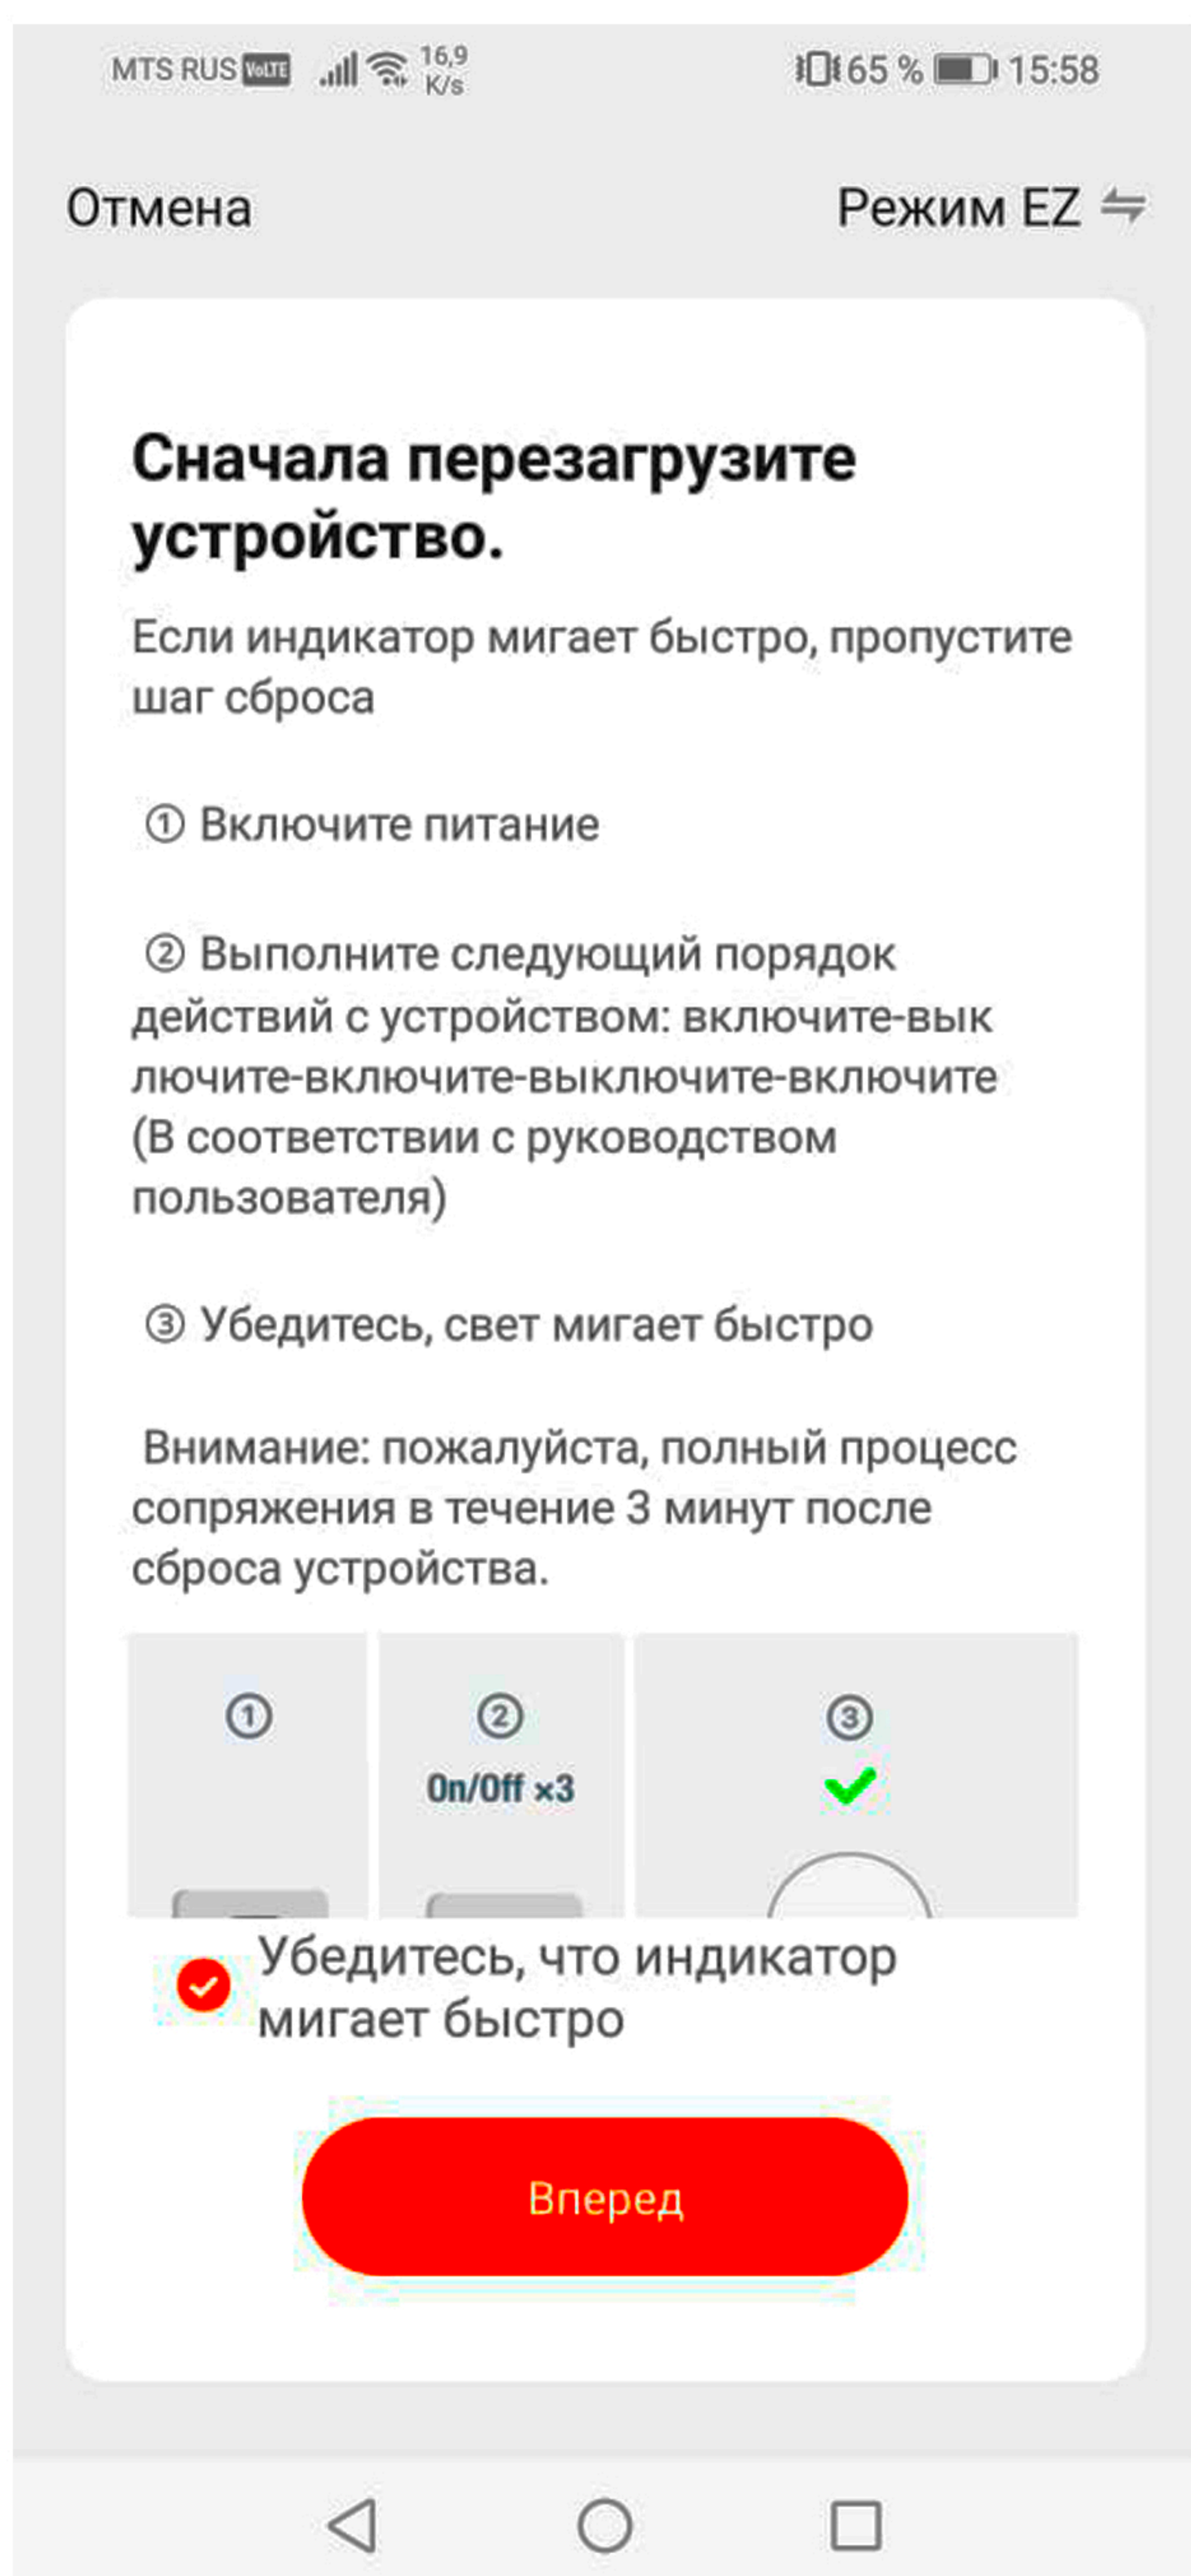 MTS RUS VoLTE 16,9 K/s 65 % 15:58
Отмена Режим EZ
Сначала перезагрузите
устройство.
Если индикатор мигает быстро, пропустите
шаг сброса
① Включите питание
② Выполните следующий порядок
действий с устройством: включите-вык
лючите-включите-выключите-включите
(В соответствии с руководством
пользователя)
③ Убедитесь, свет мигает быстро
Внимание: пожалуйста, полный процесс
сопряжения в течение 3 минут после
сброса устройства.
① ② ③
On/Off ×3
Убедитесь, что индикатор
мигает быстро
Вперед